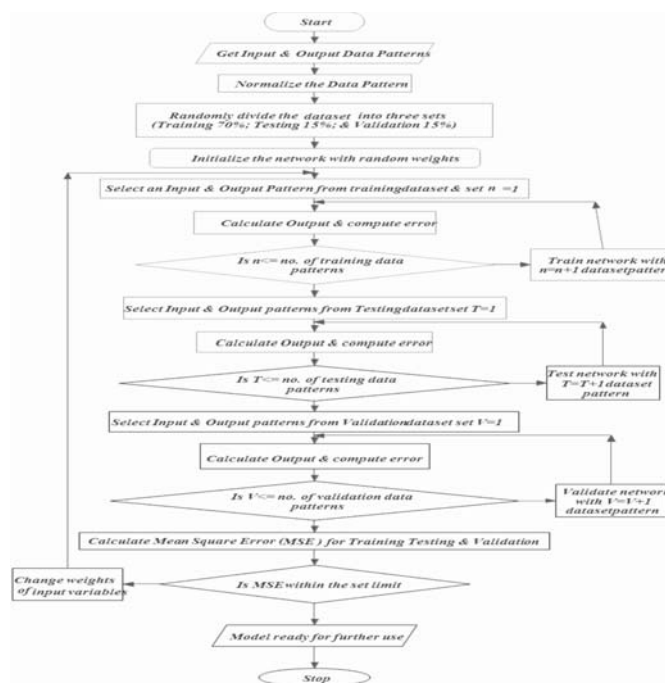 Start
Get Input & Output Data Patterns
Normalize the Data Pattern
Randomly divide the dataset into three sets
(Training 70%; Testing 15%; & Validation 15%)
Initialize the network with random weights
Select an Input & Output Pattern from trainingdataset & set n =1
Calculate Output & compute error
Is n<= no. of training data
patterns
Train network with
n=n+1 datasetpattern
Select Input & Output patterns from Testingdatasetset T=1
Calculate Output & compute error
Is T<= no. of testing data
patterns
Test network with
T=T+1 dataset
pattern
Select Input & Output patterns from Validationdataset set V=1
Calculate Output & compute error
Is V<= no. of validation data
patterns
Validate network
with V=V+1
datasetpattern
Calculate Mean Square Error (MSE ) for Training Testing & Validation
Is MSE within the set limit
Change weights
of input variables
Model ready for further use
Stop